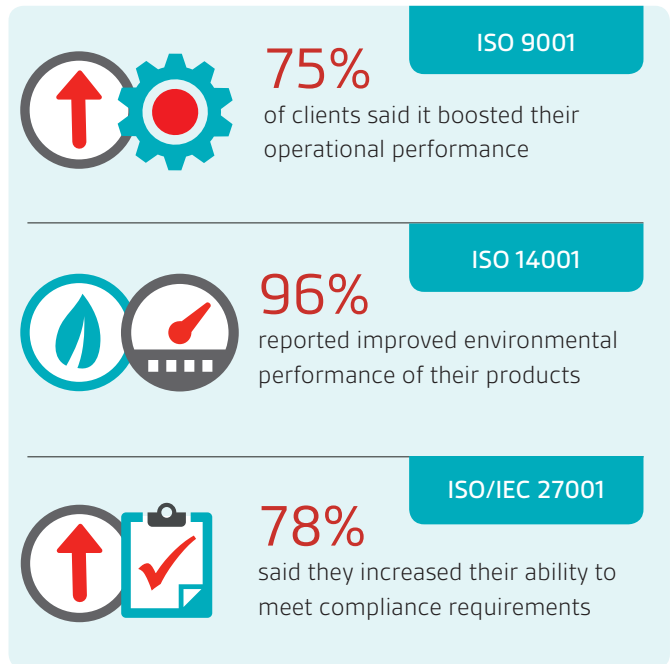 ISO 9001
75%
of clients said it boosted their
operational performance
ISO 14001
96%
reported improved environmental
performance of their products
ISO/IEC 27001
78%
said they increased their ability to
meet compliance requirements